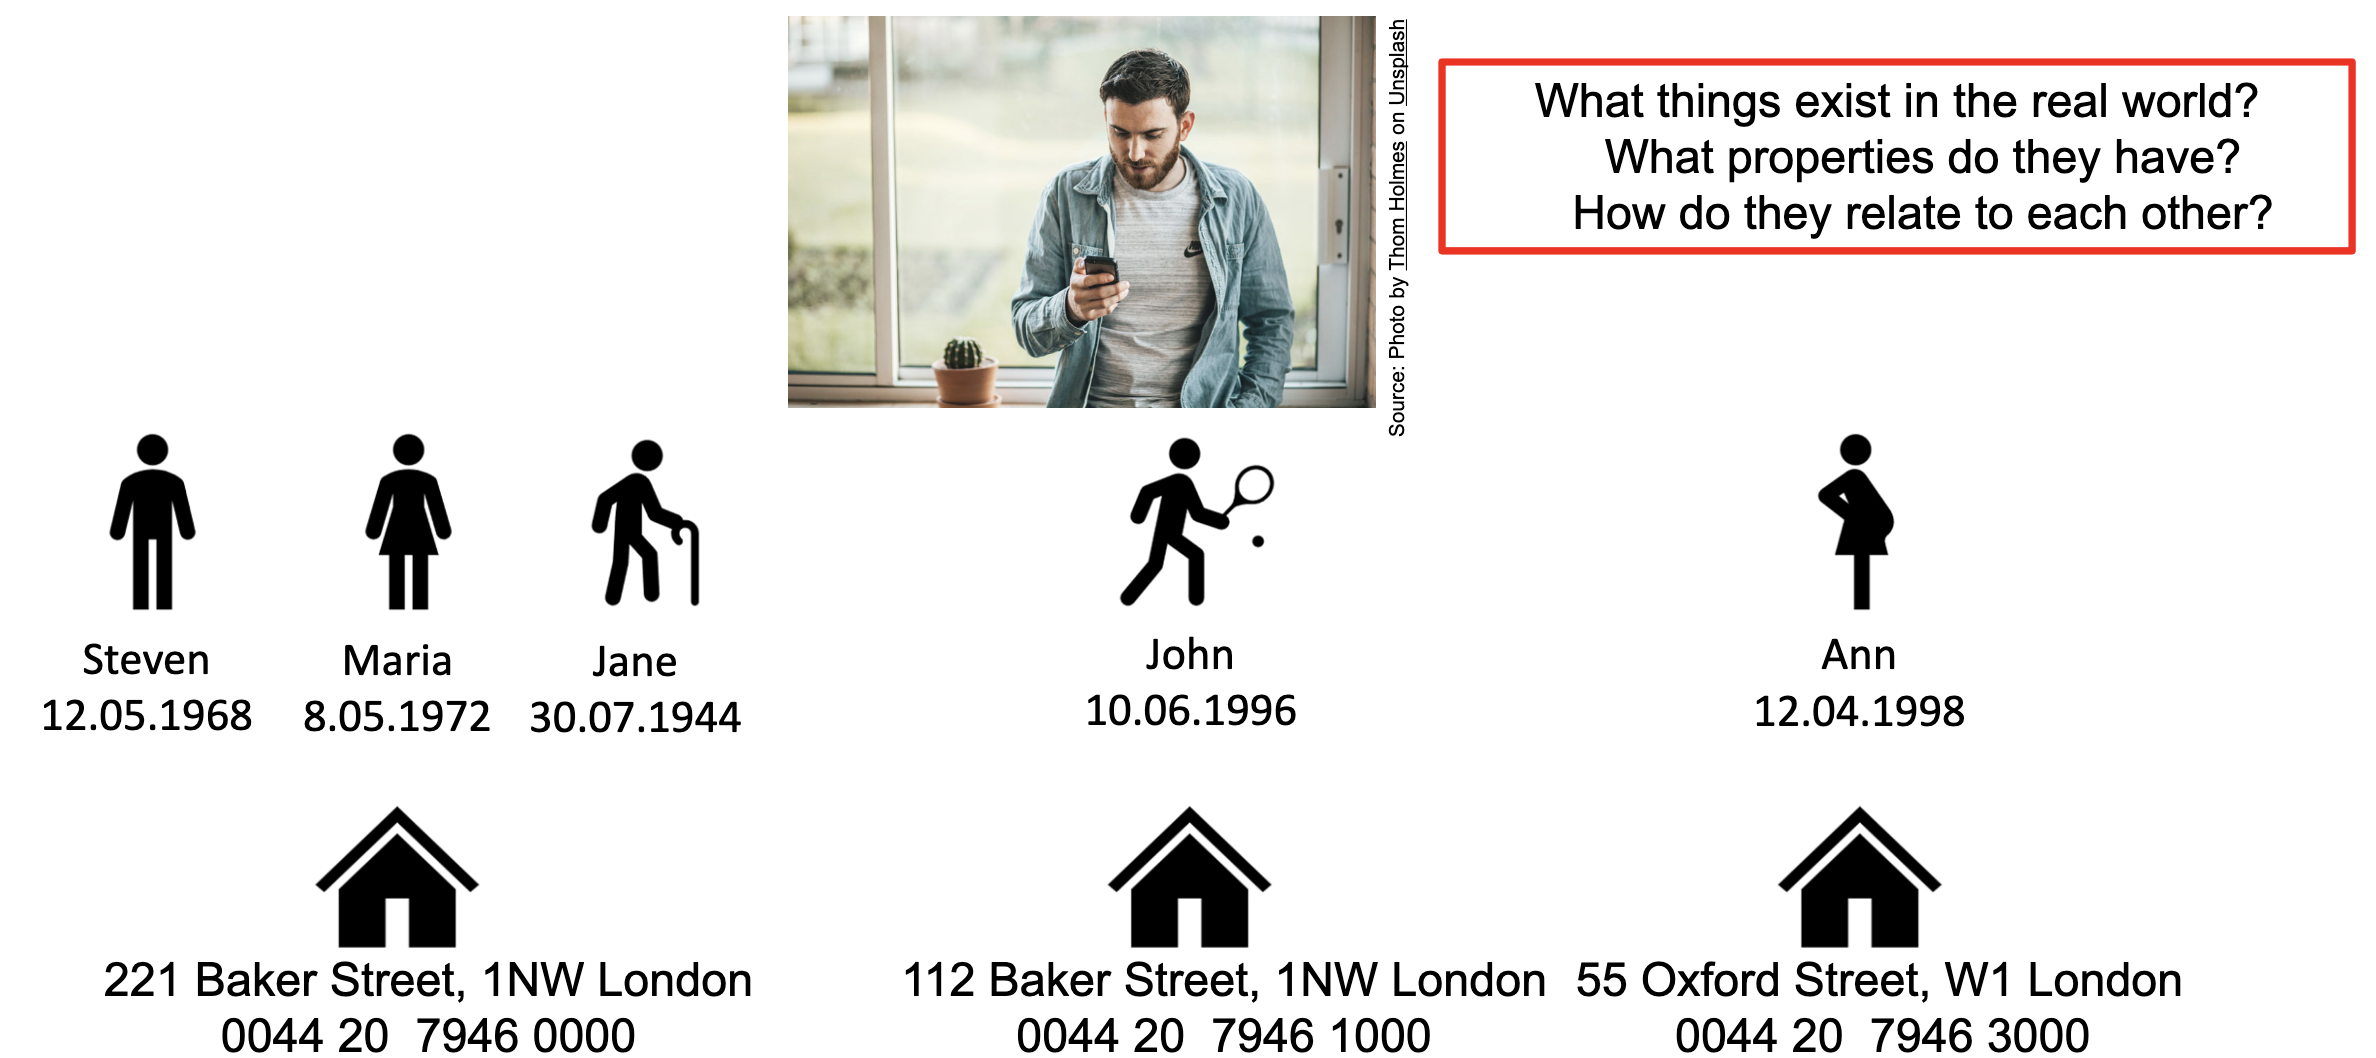 What things exist in the real world?
What properties do they have?
How do they relate to each other?
Source: Photo by Thom Holmes on Unsplash
Steven
12.05.1968
Maria
8.05.1972
Jane
30.07.1944
John
10.06.1996
Ann
12.04.1998
221 Baker Street, 1NW London
0044 20  7946 0000
112 Baker Street, 1NW London
0044 20  7946 1000
55 Oxford Street, W1 London
0044 20  7946 3000